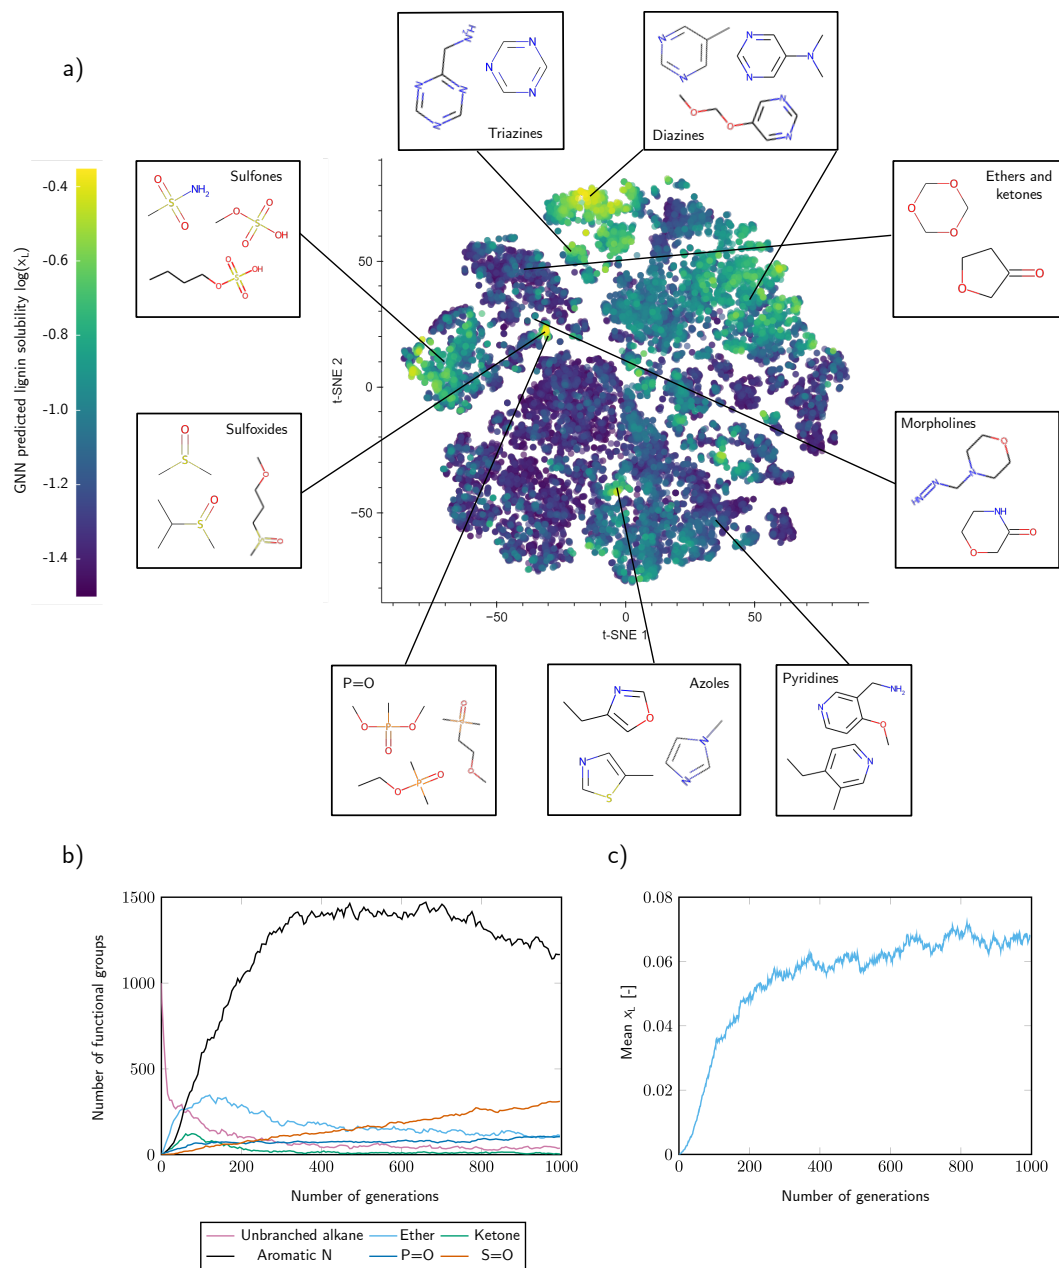 a)
GNN predicted lignin solubility log(x_L)
-0.4
-0.6
-0.8
-1.0
-1.2
-1.4
Triazines
NH₂
N
N
N
N
N
N
Diazines
N
N
N
N
N
O
O
N
N
Sulfones
O
S
NH₂
O
O
O
S
O
OH
O
OH
S
O
O
Ethers and
ketones
O
O
O
O
O
Sulfoxides
O
S
O
O
S
S
O
Morpholines
O
N
N
HN
NH
O
O
50
0
−50
t-SNE 2
−50
0
50
t-SNE 1
P=O
O
P
O
O
O
P
O
O
P
O
Azoles
N
O
N
S
N
N
Pyridines
N
NH₂
O
N
b)
Number of functional groups
1500
1000
500
0
0
200
400
600
800
1000
Number of generations
Unbranched alkane
Ether
Ketone
Aromatic N
P=O
S=O
c)
Mean x_L [-]
0.08
0.06
0.04
0.02
0
0
200
400
600
800
1000
Number of generations